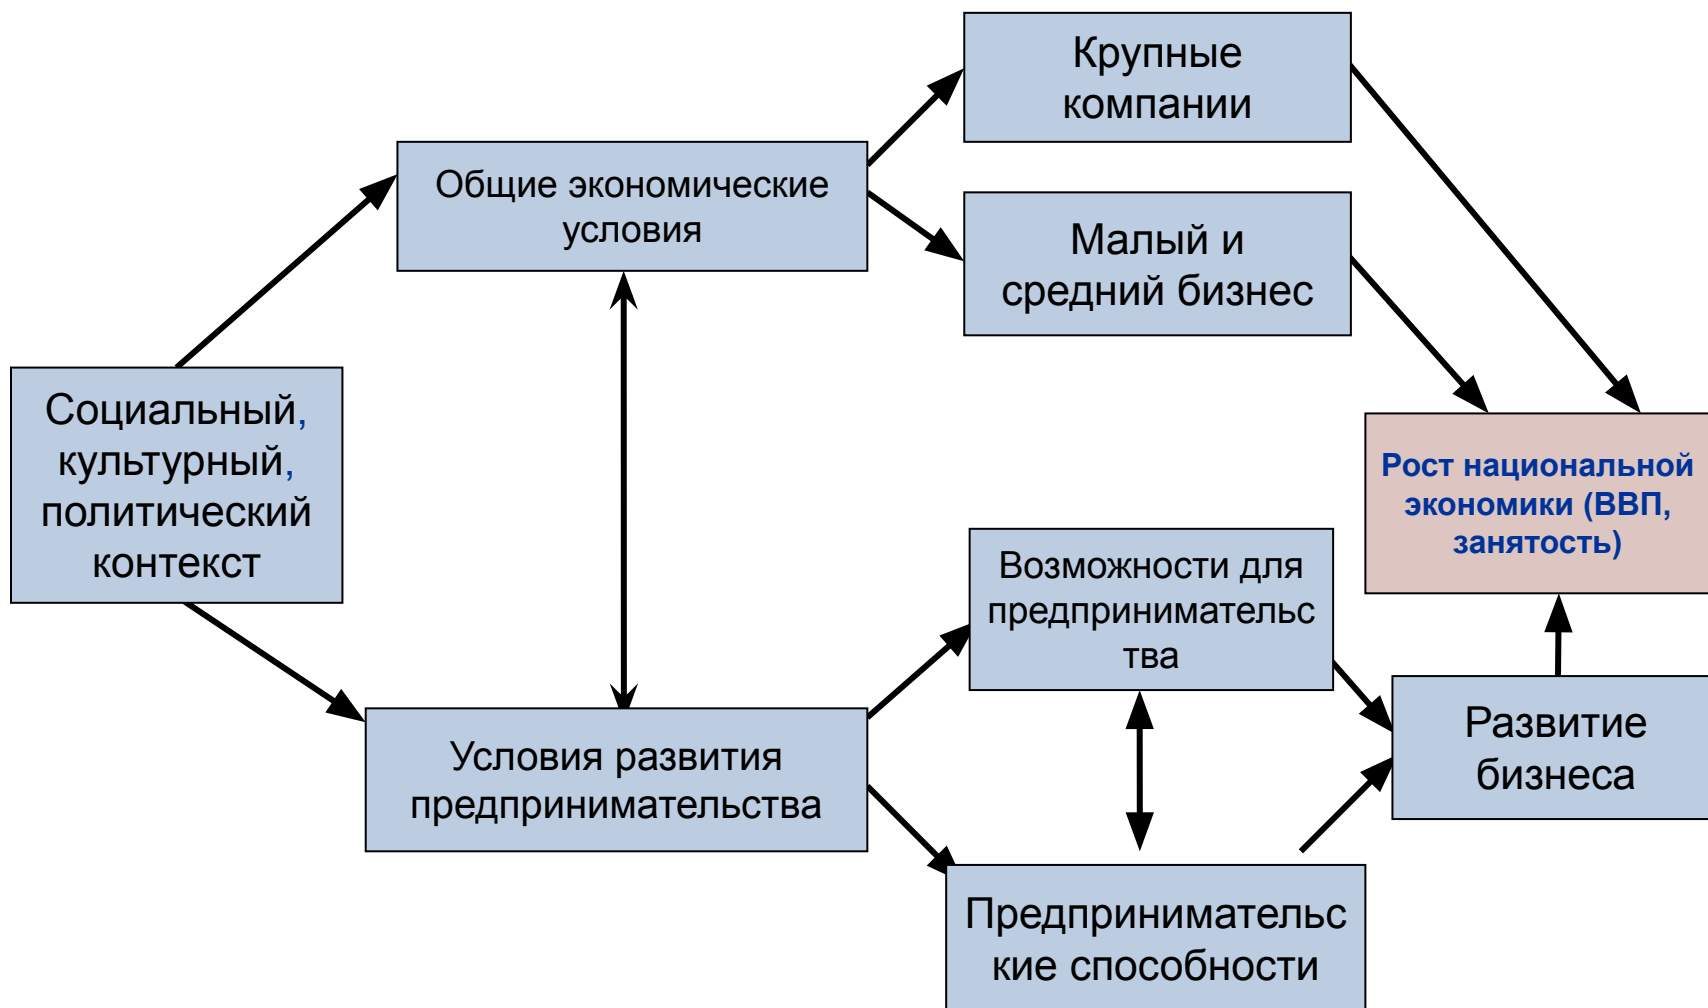 Крупные
компании
Общие экономические
условия
Малый и
средний бизнес
Социальный,
культурный,
политический
контекст
Рост национальной
экономики (ВВП,
занятость)
Возможности для
предпринимательс
тва
Условия развития
предпринимательства
Развитие
бизнеса
Предпринимательс
кие способности